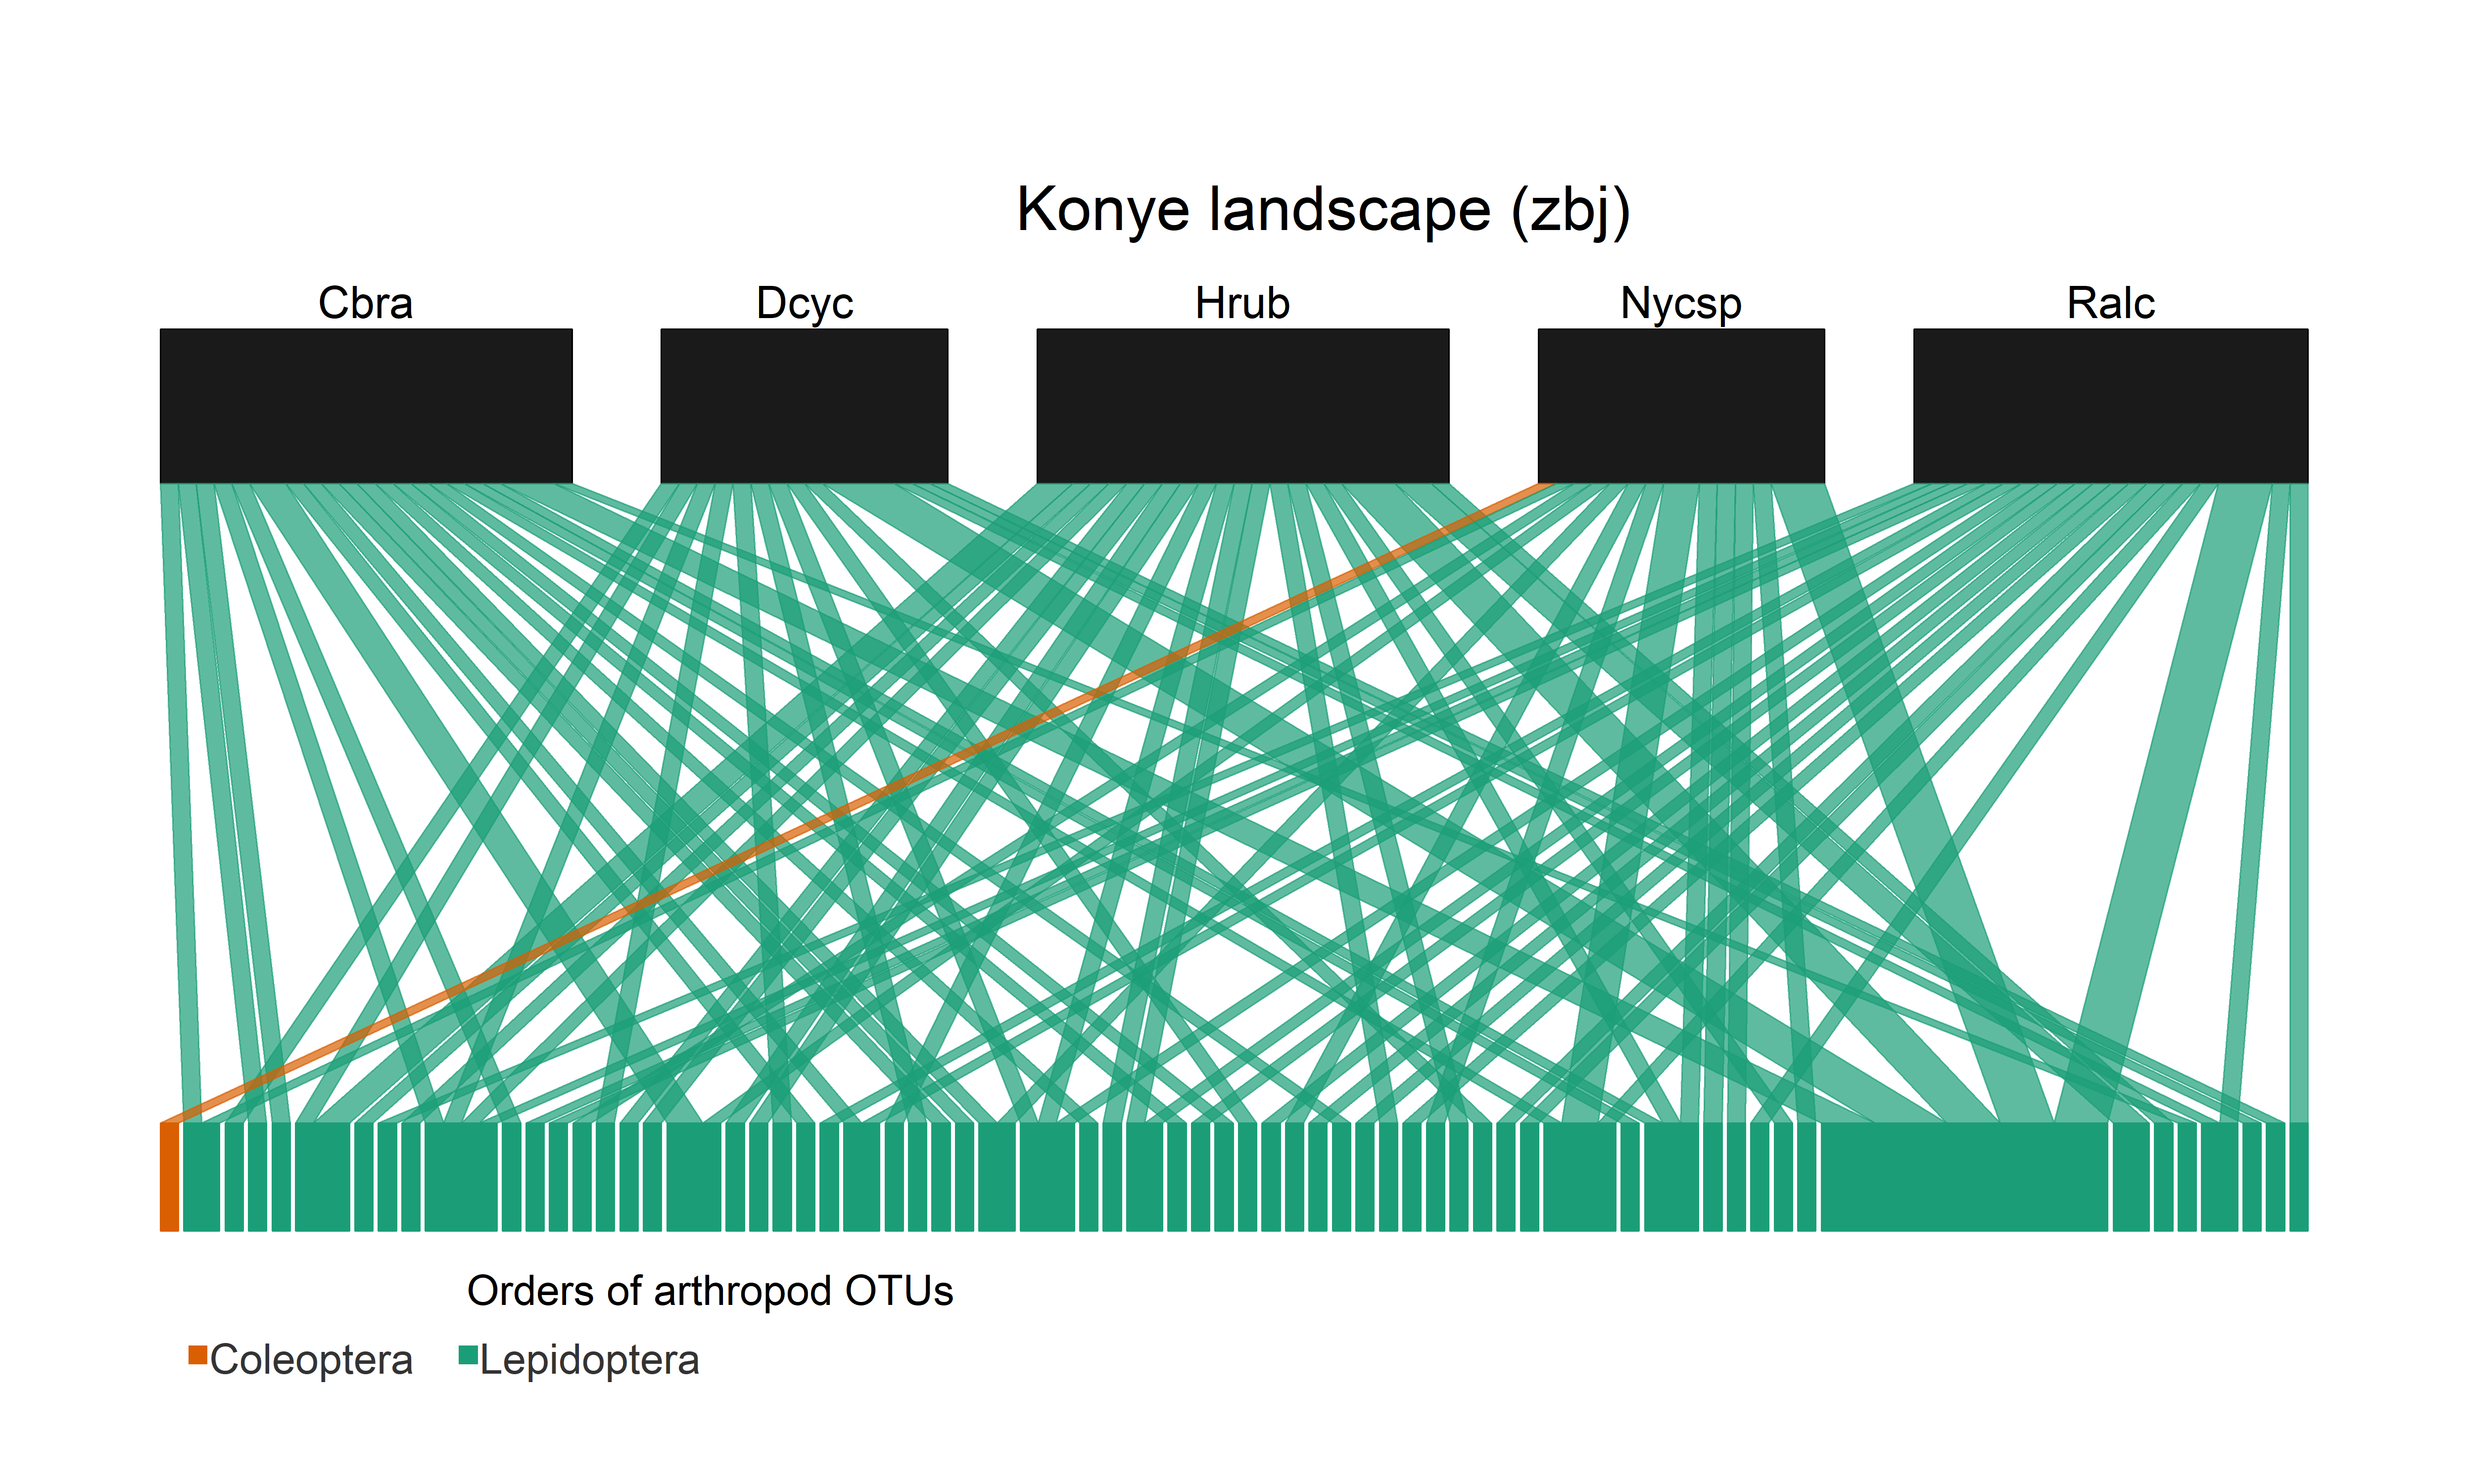 Konye landscape (zbj)
Cbra Dcyc Hrub Nycsp Ralc
Orders of arthropod OTUs
Coleoptera Lepidoptera